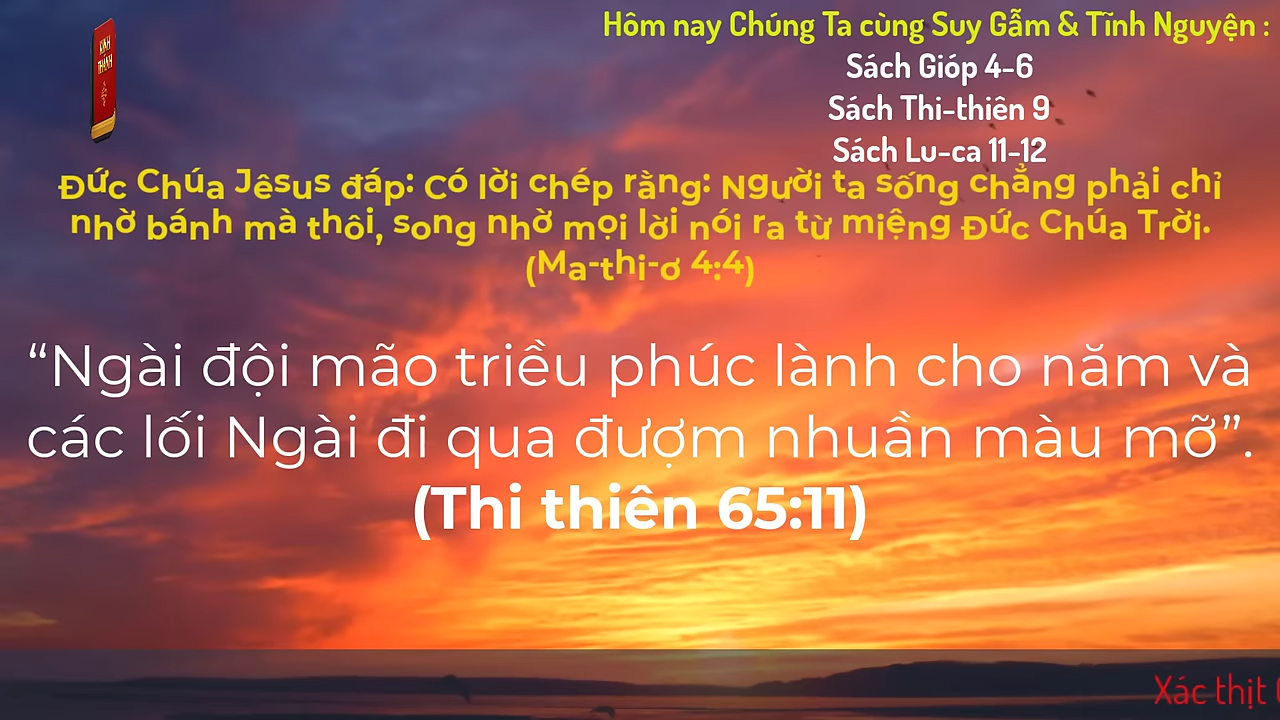 KINH
THÁNH
Hôm nay Chúng Ta cùng Suy Gẫm & Tĩnh Nguyện :
Sách Gióp 4-6
Sách Thi-thiên 9
Sách Lu-ca 11-12
Đức Chúa Jêsus đáp: Có lời chép rằng: Người ta sống chẳng phải chỉ
nhờ bánh mà thôi, song nhờ mọi lời nói ra từ miệng Đức Chúa Trời.
(Ma-thi-ơ 4:4)
“Ngài đội mão triều phúc lành cho năm và
các lối Ngài đi qua đượm nhuần màu mỡ”.
(Thi thiên 65:11)
Xác thịt